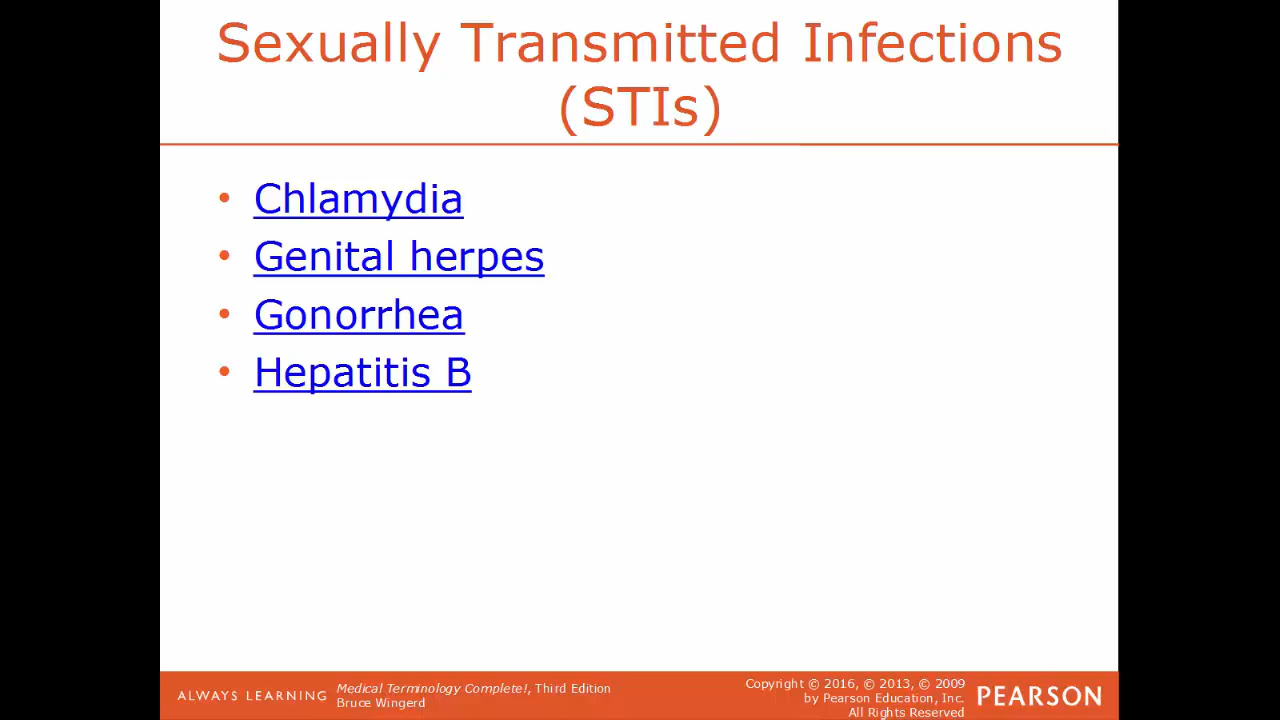 Sexually Transmitted Infections
(STIs)
• Chlamydia
• Genital herpes
• Gonorrhea
• Hepatitis B
ALWAYS LEARNING
Medical Terminology Complete!, Third Edition
Bruce Wingerd
Copyright © 2016, © 2013, © 2009
by Pearson Education, Inc.
All Rights Reserved
PEARSON